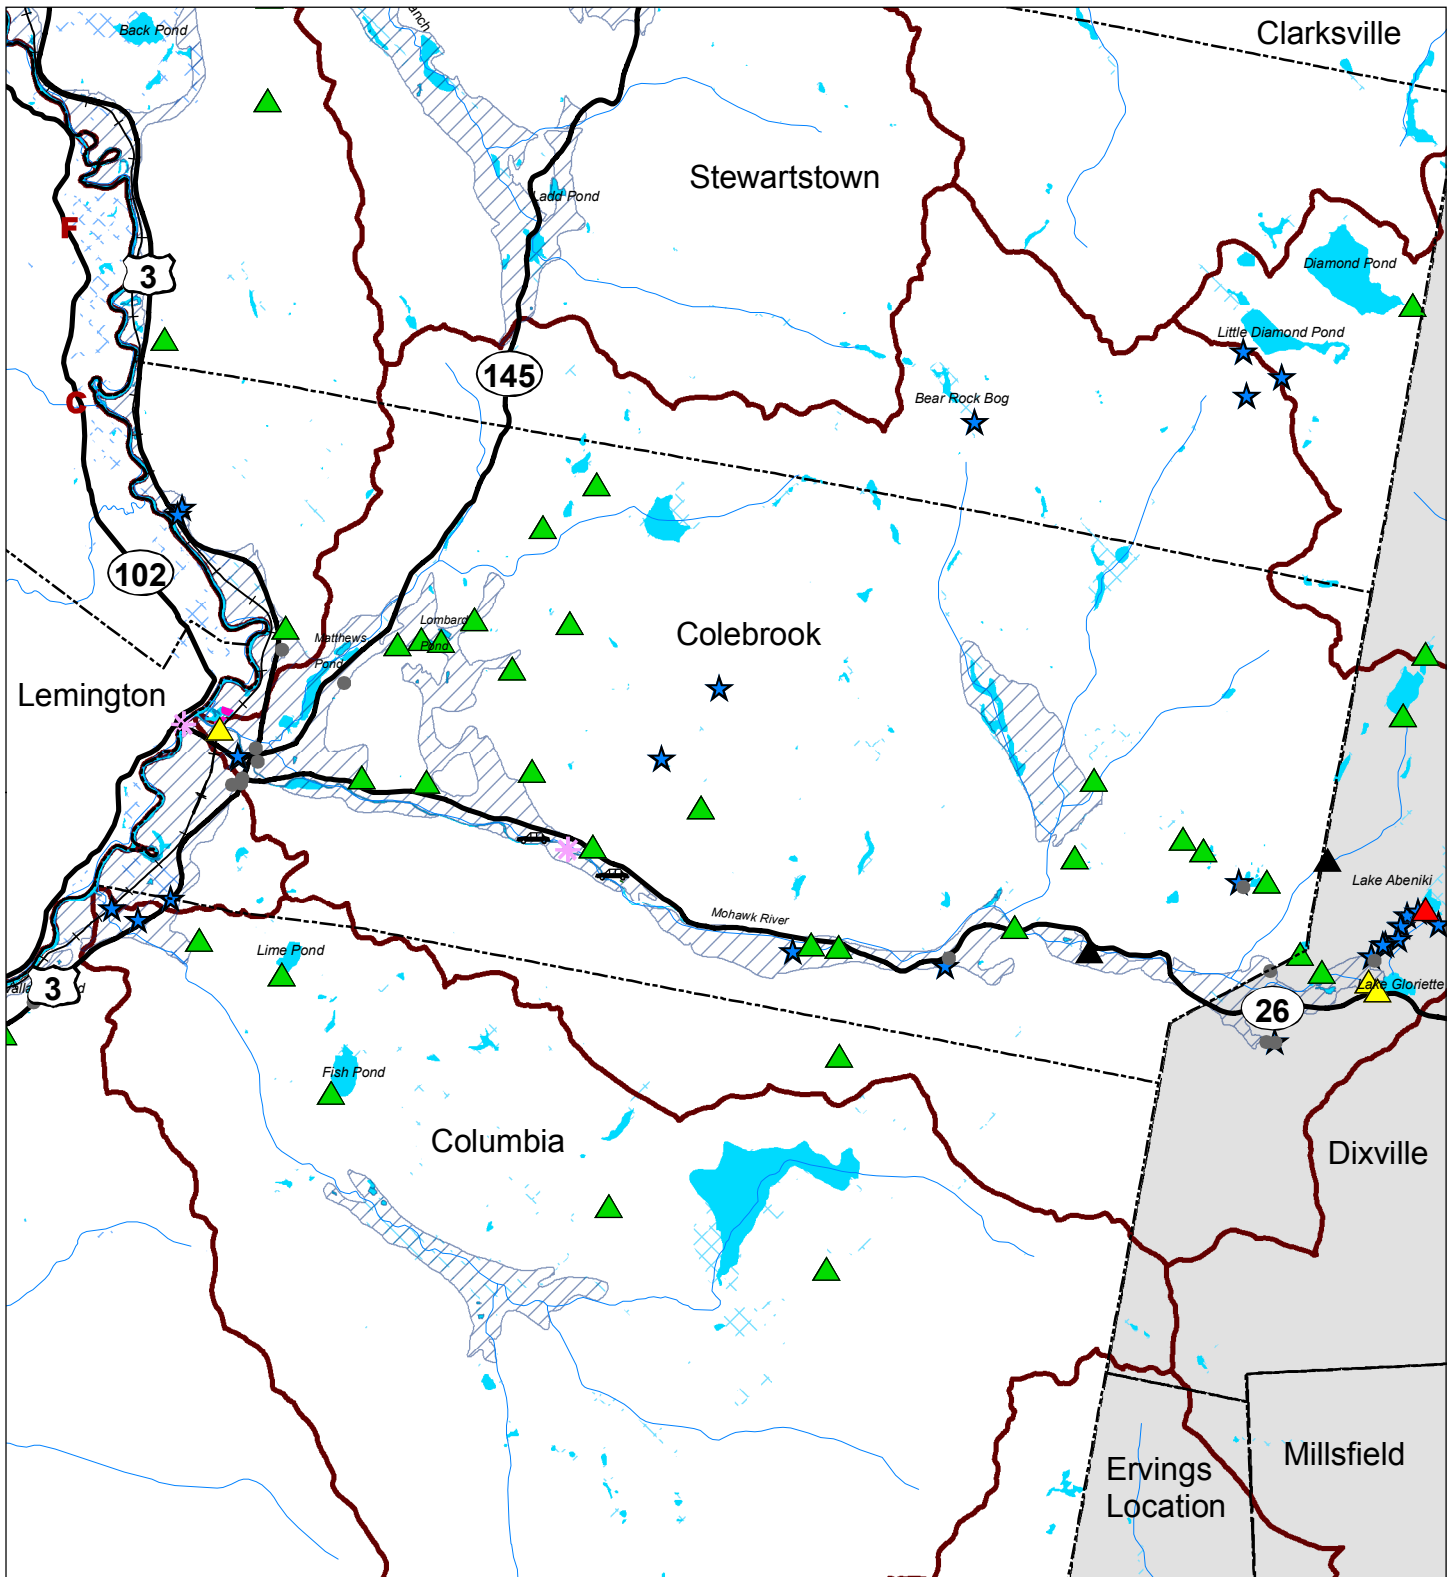 Back Pond
Clarksville
Stewartstown
Ladd Pond
F
3
Diamond Pond
Little Diamond Pond
145
Bear Rock Bog
C
102
Lombard
Pond
Matthews
Pond
Colebrook
Lemington
Lake Abeniki
Mohawk River
Lime Pond
3
Lake Gloriette
26
Fish Pond
Columbia
Dixville
Ervings
Location
Millsfield